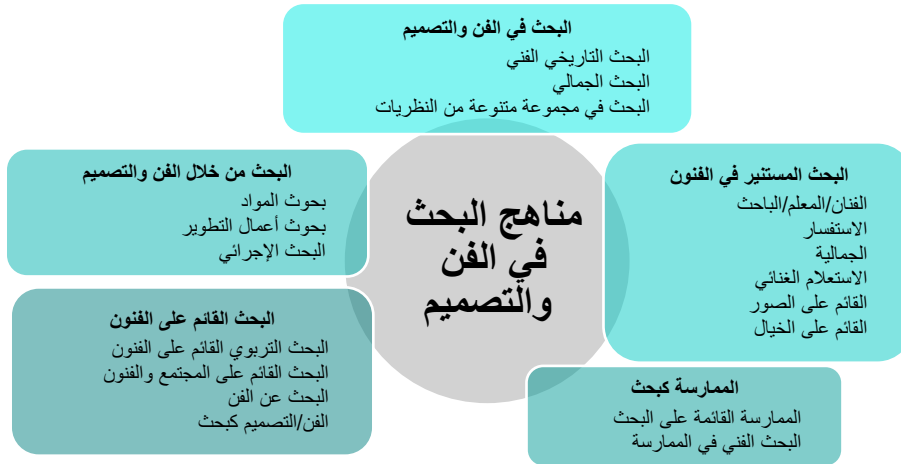 البحث في الفن والتصميم
البحث التاريخي الفني
البحث الجمالي
البحث في مجموعة متنوعة من النظريات
البحث المستنير في الفنون
الفنان/المعلم/الباحث
الاستفسار
الجمالية
الاستعلام الغنائي
القائم على الصور
القائم على الخيال
البحث من خلال الفن والتصميم
بحوث المواد
بحوث أعمال التطوير
البحث الإجرائي
مناهج البحث
في الفن
والتصميم
البحث القائم على الفنون
البحث التربوي القائم على الفنون
البحث القائم على المجتمع والفنون
البحث عن الفن
الفن/التصميم كبحث
الممارسة كبحث
الممارسة القائمة على البحث
البحث الفني في الممارسة